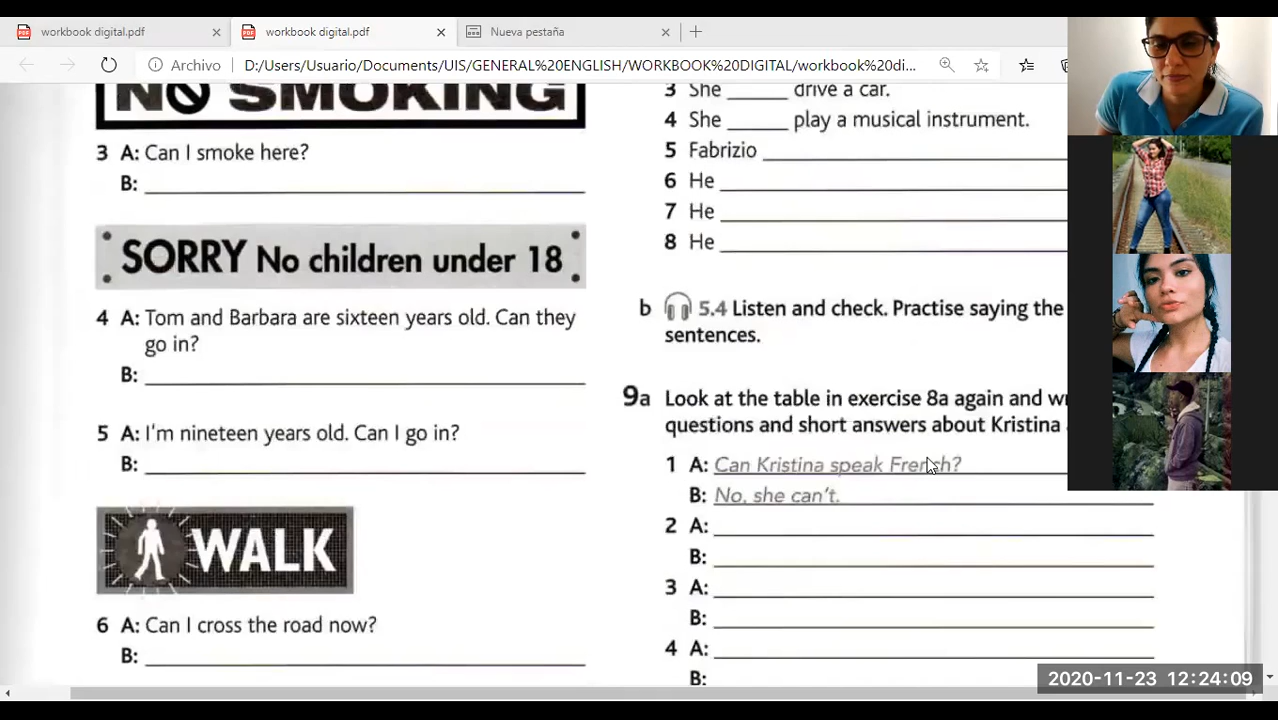 workbook digital.pdf
workbook digital.pdf
Nueva pestaña
Archivo
D:/Users/Usuario/Documents/UIS/GENERAL%20ENGLISH/WORKBOOK%20DIGITAL/workbook%20di...
NO SMOKING
3 A: Can I smoke here?
B:
SORRY No children under 18
4 A: Tom and Barbara are sixteen years old. Can they
go in?
B:
5 A: I'm nineteen years old. Can I go in?
B:
WALK
6 A: Can I cross the road now?
B:
3 She ______ drive a car.
4 She ______ play a musical instrument.
5 Fabrizio
6 He
7 He
8 He
b 5.4 Listen and check. Practise saying the
sentences.
9a Look at the table in exercise 8a again and
questions and short answers about Kristina
1 A: Can Kristina speak French?
B: No, she can't.
2 A:
B:
3 A:
B:
4 A:
B:
2020-11-23 12:24:09